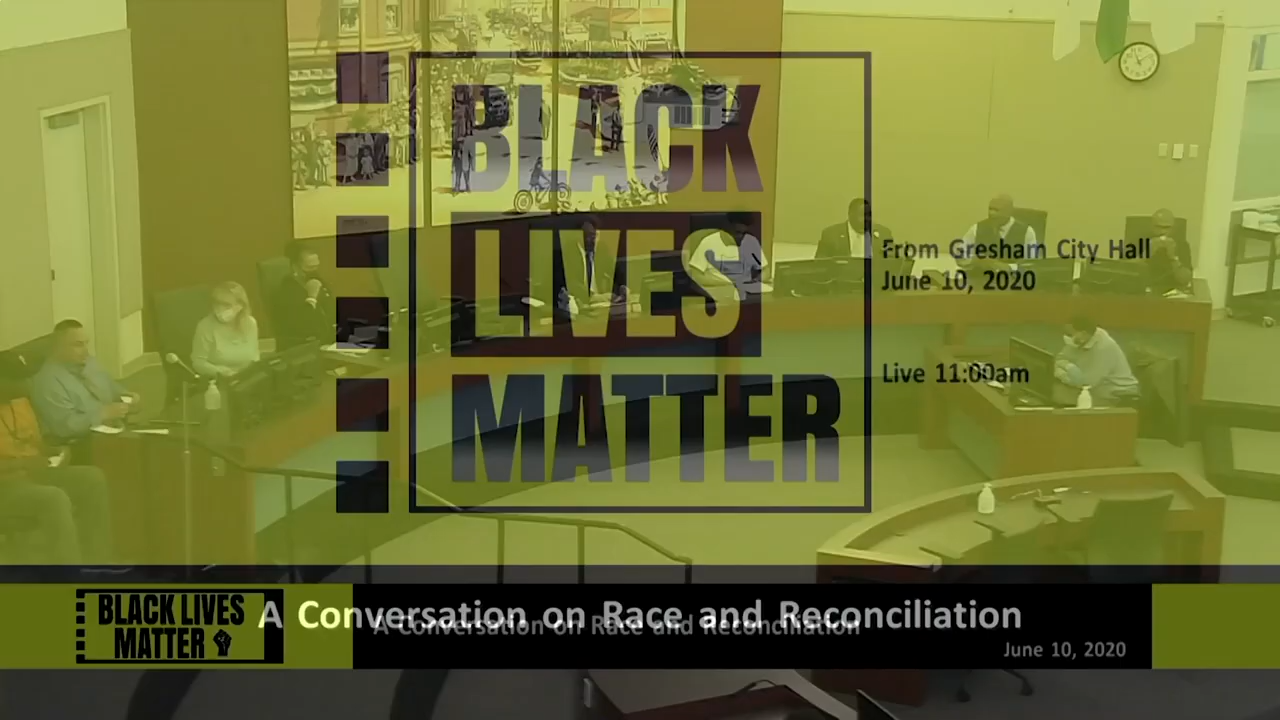 BLACK
LIVES
MATTER
From Gresham City Hall
June 10, 2020
Live 11:00am
BLACK LIVES
MATTER
A Conversation on Race and Reconciliation
A Conversation on Race and Reconciliation
June 10, 2020